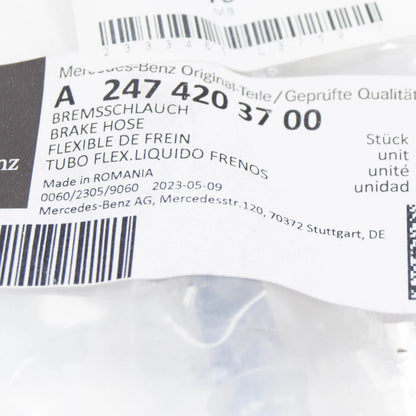 M8
Mercedes-Benz Original-Teile/Geprüfte Qualität
A 247 420 37 00
BREMSSCHLAUCH
BRAKE HOSE
FLEXIBLE DE FREIN
TUBO FLEX.LIQUIDO FRENOS
Stück
unit
unité
unidad
Made in ROMANIA
0060/2305/9060 2023-05-09
Mercedes-Benz AG, Mercedesstr.120, 70372 Stuttgart, DE
nz